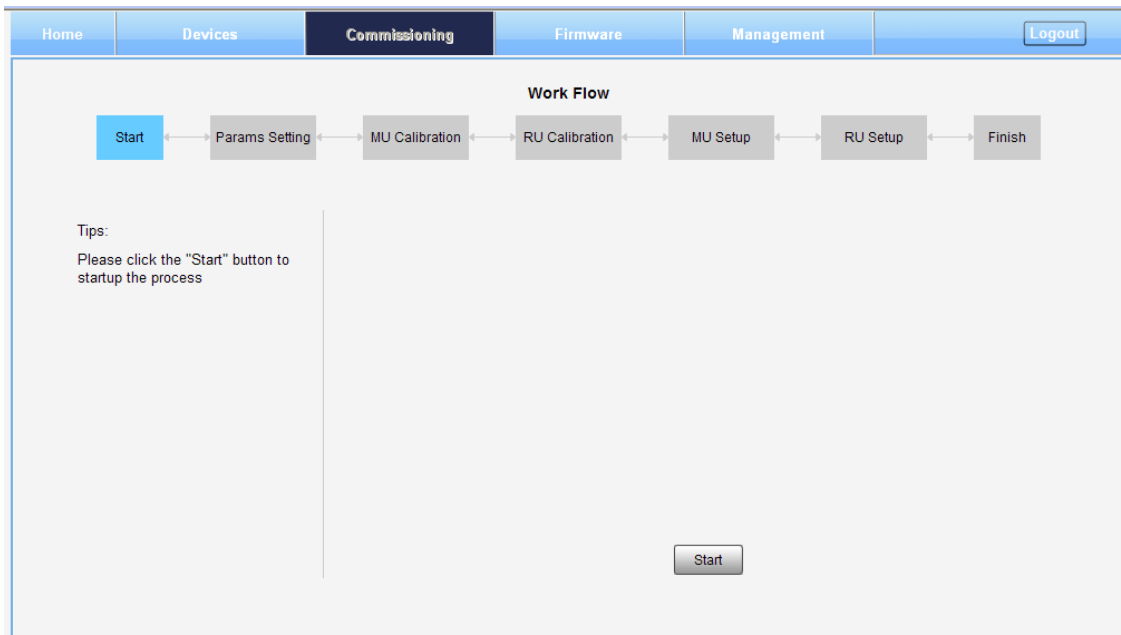 Home Devices Commissioning Firmware Management Logout
Work Flow
Start Params Setting MU Calibration RU Calibration MU Setup RU Setup Finish
Tips:
Please click the "Start" button to
startup the process
Start